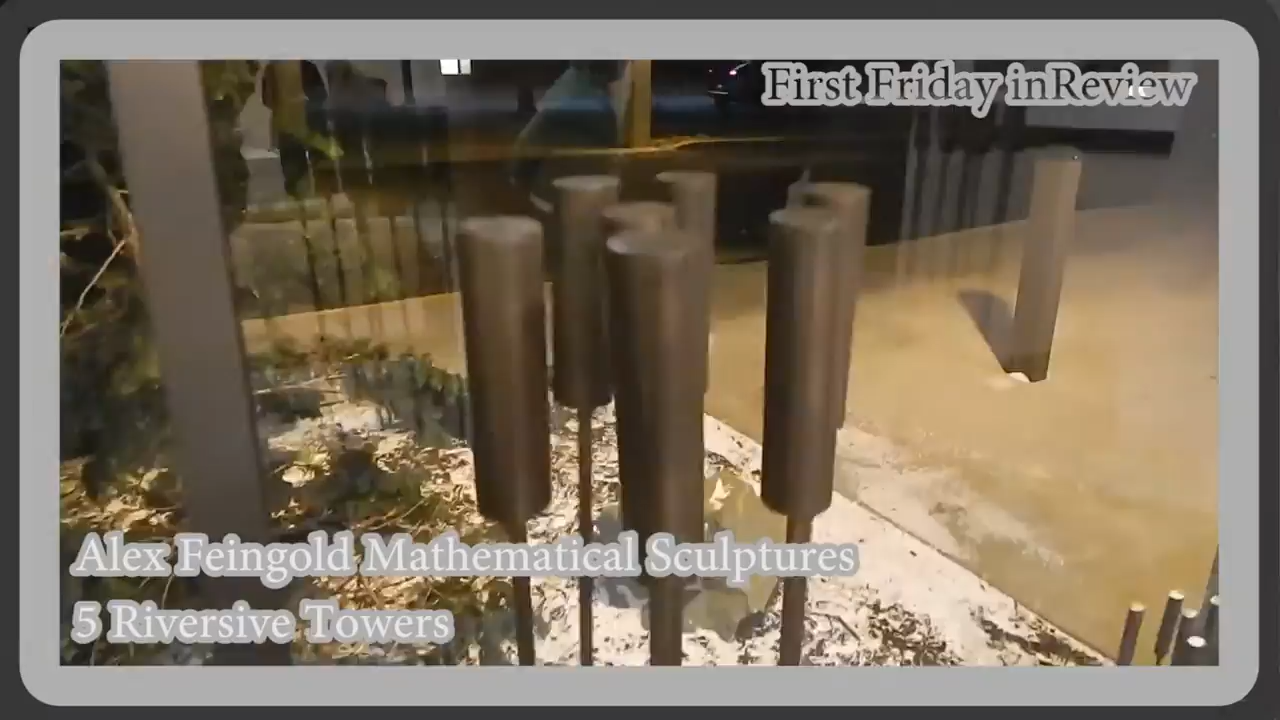 First Friday inReview
Alex Feingold Mathematical Sculptures
5 Riversive Towers